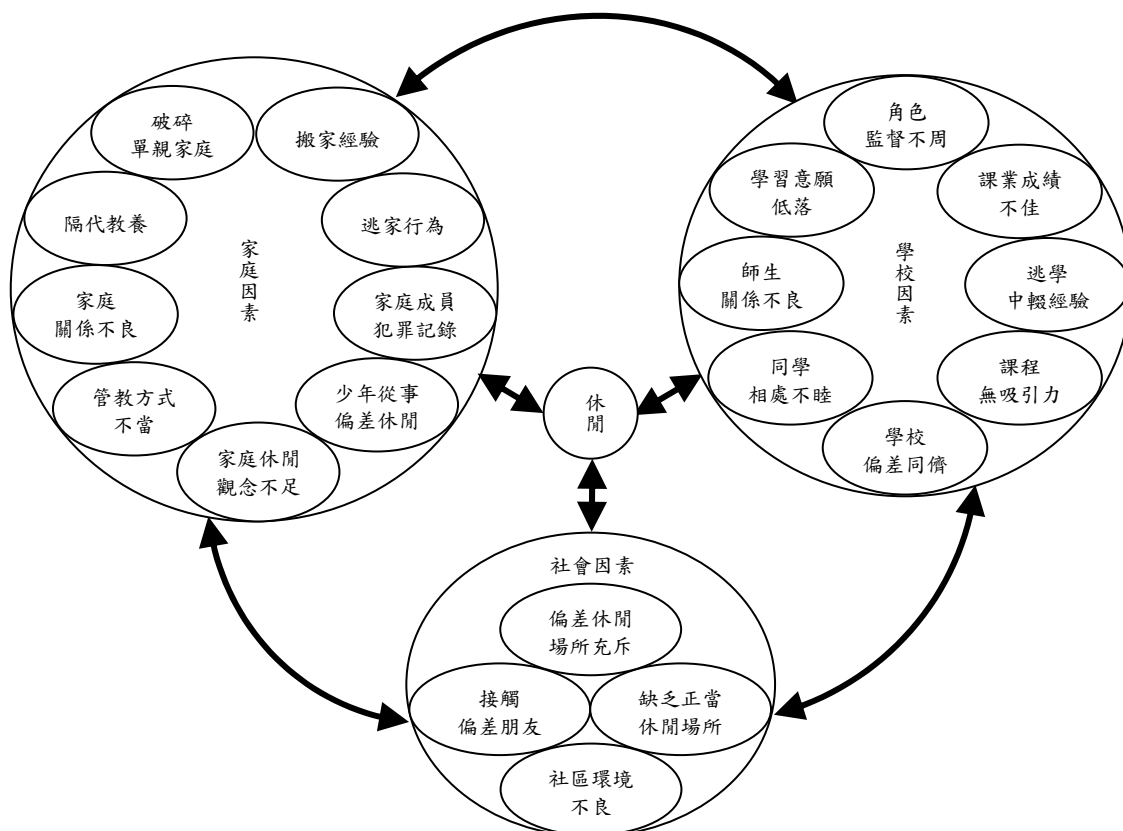 破碎
單親家庭
搬家經驗
隔代教養
逃家行為
家庭因素
家庭
關係不良
家庭成員
犯罪記錄
管教方式
不當
少年從事
偏差休閒
家庭休閒
觀念不足
休閒
角色
監督不周
學習意願
低落
課業成績
不佳
學校因素
師生
關係不良
逃學
中輟經驗
同學
相處不睦
課程
無吸引力
學校
偏差同儕
社會因素
偏差休閒
場所充斥
接觸
偏差朋友
缺乏正當
休閒場所
社區環境
不良